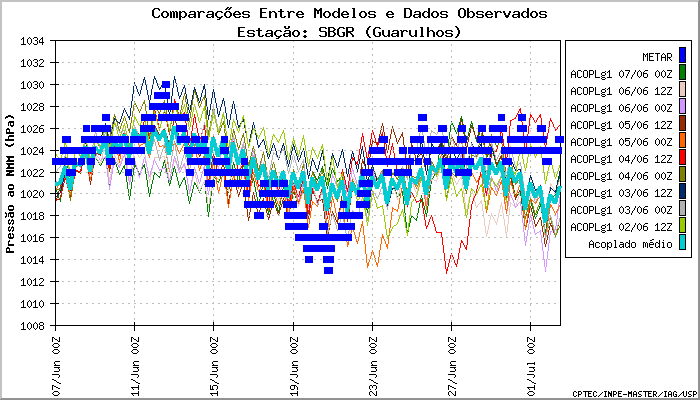 Comparações Entre Modelos e Dados Observados
Estação: SBGR (Guarulhos)
Pressão ao NMM (hPa)
1034
1032
1030
1028
1026
1024
1022
1020
1018
1016
1014
1012
1010
1008
07/Jun 00Z
11/Jun 00Z
15/Jun 00Z
19/Jun 00Z
23/Jun 00Z
27/Jun 00Z
01/Jul 00Z
METAR
ACOPLg1 07/06 00Z
ACOPLg1 06/06 12Z
ACOPLg1 06/06 00Z
ACOPLg1 05/06 12Z
ACOPLg1 05/06 00Z
ACOPLg1 04/06 12Z
ACOPLg1 04/06 00Z
ACOPLg1 03/06 12Z
ACOPLg1 03/06 00Z
ACOPLg1 02/06 12Z
Acoplado médio
CPTEC/INPE-MASTER/IAG/USP